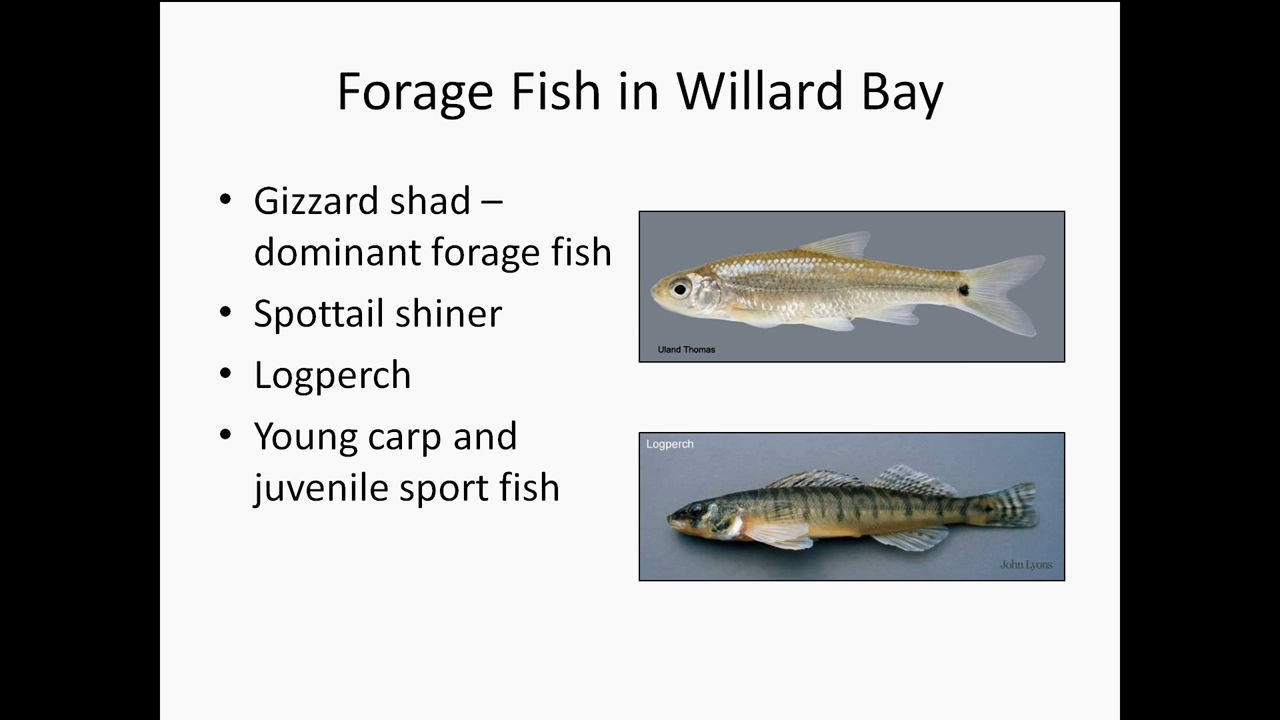 Forage Fish in Willard Bay
• Gizzard shad –
dominant forage fish
• Spottail shiner
• Logperch
• Young carp and
juvenile sport fish
Uland Thomas
Logperch
John Lyons